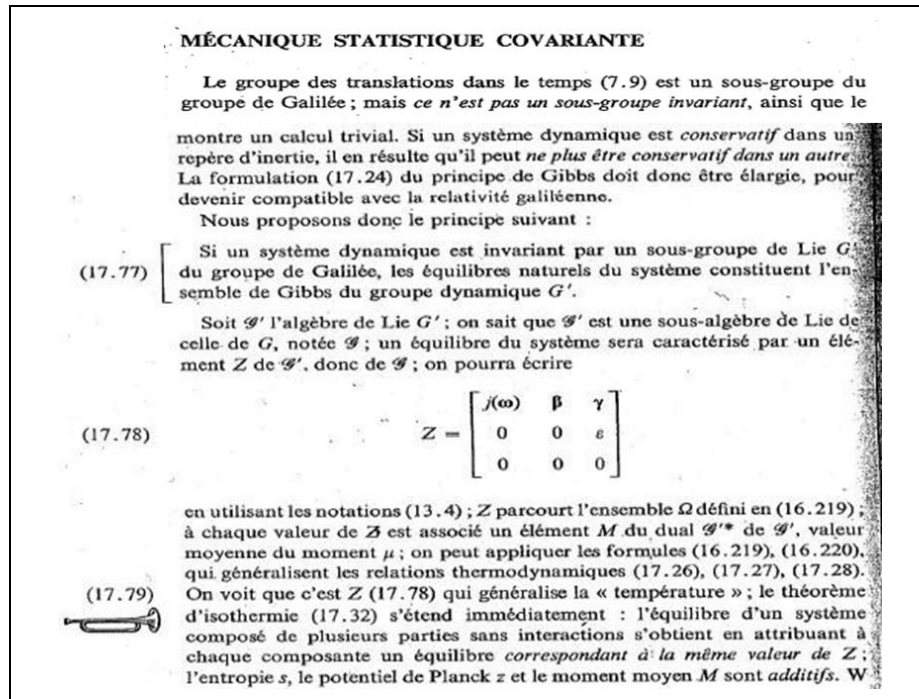 MÉCANIQUE STATISTIQUE COVARIANTE
Le groupe des translations dans le temps (7.9) est un sous-groupe du
groupe de Galilée ; mais ce n'est pas un sous-groupe invariant, ainsi que le
montre un calcul trivial. Si un système dynamique est conservatif dans un
repère d'inertie, il en résulte qu'il peut ne plus être conservatif dans un autre.
La formulation (17.24) du principe de Gibbs doit donc être élargie, pour
devenir compatible avec la relativité galiléenne.
Nous proposons donc le principe suivant :
Si un système dynamique est invariant par un sous-groupe de Lie G'
(17.77) du groupe de Galilée, les équilibres naturels du système constituent l'en-
semble de Gibbs du groupe dynamique G'.
Soit 𝒢' l'algèbre de Lie G' ; on sait que 𝒢' est une sous-algèbre de Lie de
celle de G, notée 𝒢 ; un équilibre du système sera caractérisé par un élé-
ment Z de 𝒢', donc de 𝒢 ; on pourra écrire
j(ω) β γ
(17.78) Z = 0 0 ε
0 0 0
en utilisant les notations (13.4) ; Z parcourt l'ensemble Ω défini en (16.219) ;
à chaque valeur de Z est associé un élément M du dual 𝒢'* de 𝒢', valeur
moyenne du moment μ ; on peut appliquer les formules (16.219), (16.220),
qui généralisent les relations thermodynamiques (17.26), (17.27), (17.28).
(17.79) On voit que c'est Z (17.78) qui généralise la « température » ; le théorème
d'isothermie (17.32) s'étend immédiatement : l'équilibre d'un système
composé de plusieurs parties sans interactions s'obtient en attribuant à
chaque composante un équilibre correspondant à la même valeur de Z ;
l'entropie s, le potentiel de Planck z et le moment moyen M sont additifs. W